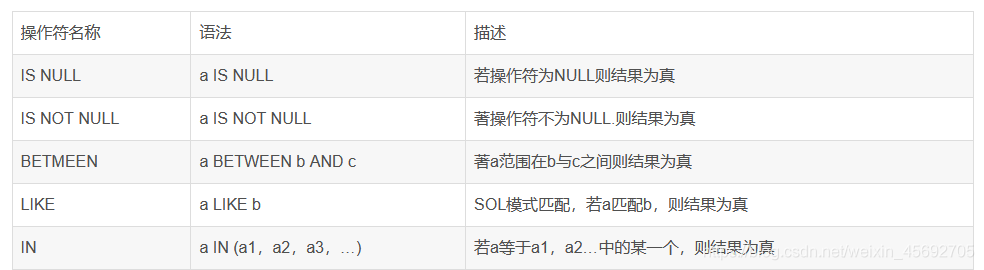 操作符名称 语法 描述
IS NULL a IS NULL 若操作符为NULL则结果为真
IS NOT NULL a IS NOT NULL 著操作符不为NULL.则结果为真
BETMEEN a BETWEEN b AND c 著a范围在b与c之间则结果为真
LIKE a LIKE b SOL模式匹配，若a匹配b，则结果为真
IN a IN (a1，a2，a3，…) 若a等于a1，a2…中的某一个，则结果为真
https://blog.csdn.net/weixin_45692705